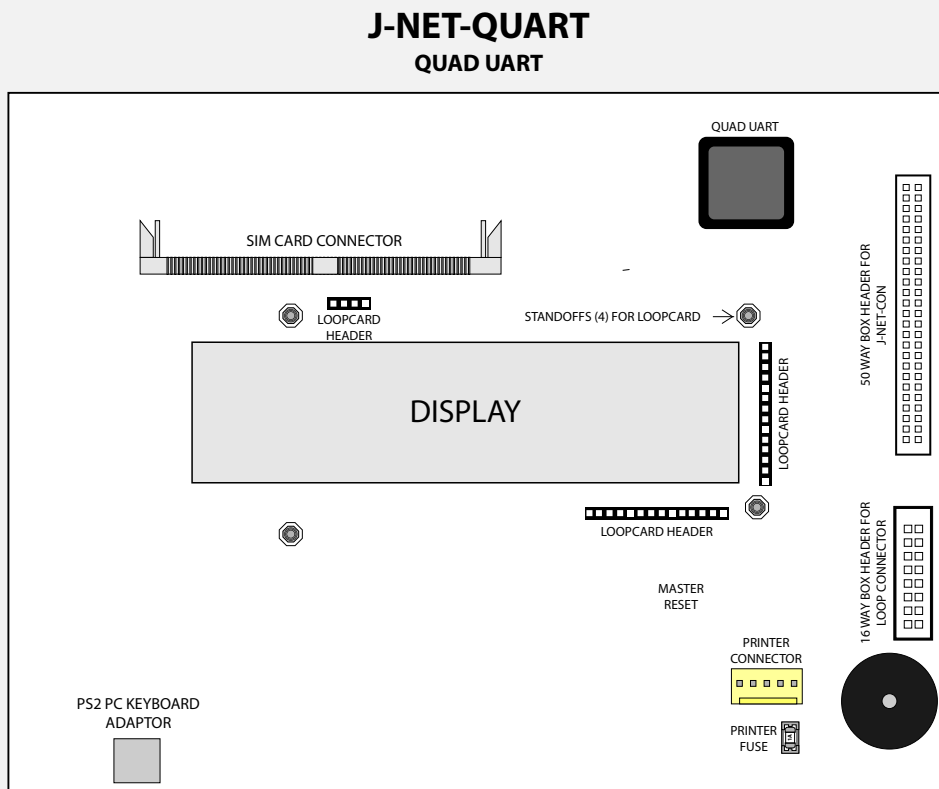 J-NET-QUART
QUAD UART
QUAD UART
SIM CARD CONNECTOR
LOOPCARD
HEADER
STANDOFFS (4) FOR LOOPCARD
50 WAY BOX HEADER FOR
J-NET-CON
DISPLAY
LOOPCARD HEADER
LOOPCARD HEADER
16 WAY BOX HEADER FOR
LOOP CONNECTOR
MASTER
RESET
PRINTER
CONNECTOR
PS2 PC KEYBOARD
ADAPTOR
PRINTER
FUSE